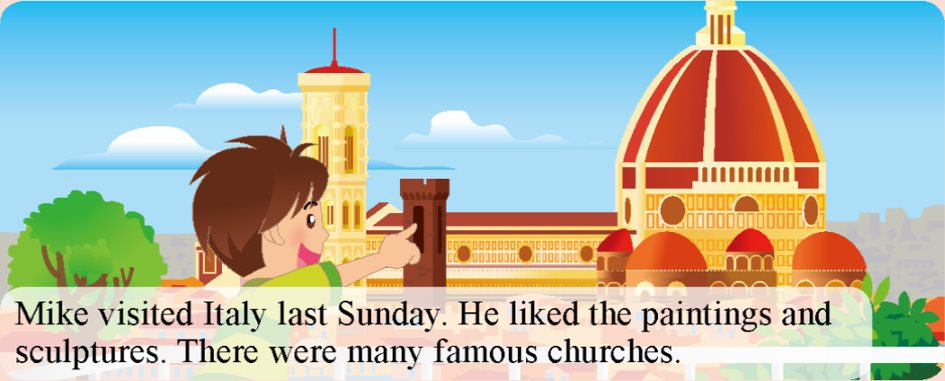 Mike visited Italy last Sunday. He liked the paintings and
sculptures. There were many famous churches.